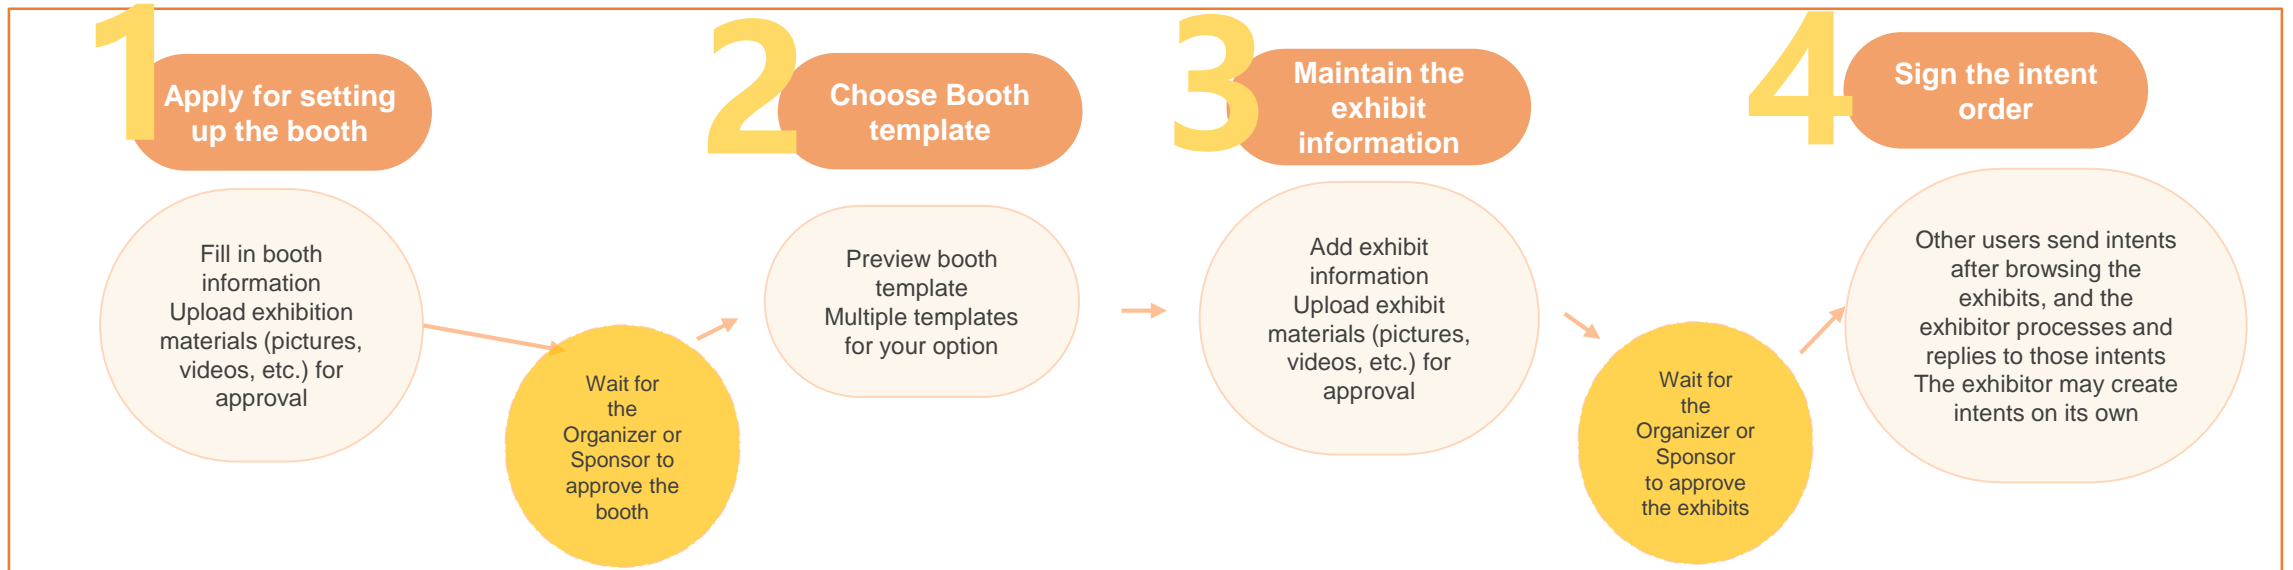 1
Apply for setting
up the booth
Fill in booth
information
Upload exhibition
materials (pictures,
videos, etc.) for
approval
Wait for
the
Organizer or
Sponsor to
approve the
booth
2
Choose Booth
template
Preview booth
template
Multiple templates
for your option
3
Maintain the
exhibit
information
Add exhibit
information
Upload exhibit
materials (pictures,
videos, etc.) for
approval
Wait for
the
Organizer or
Sponsor
to approve
the exhibits
4
Sign the intent
order
Other users send intents
after browsing the
exhibits, and the
exhibitor processes and
replies to those intents
The exhibitor may create
intents on its own